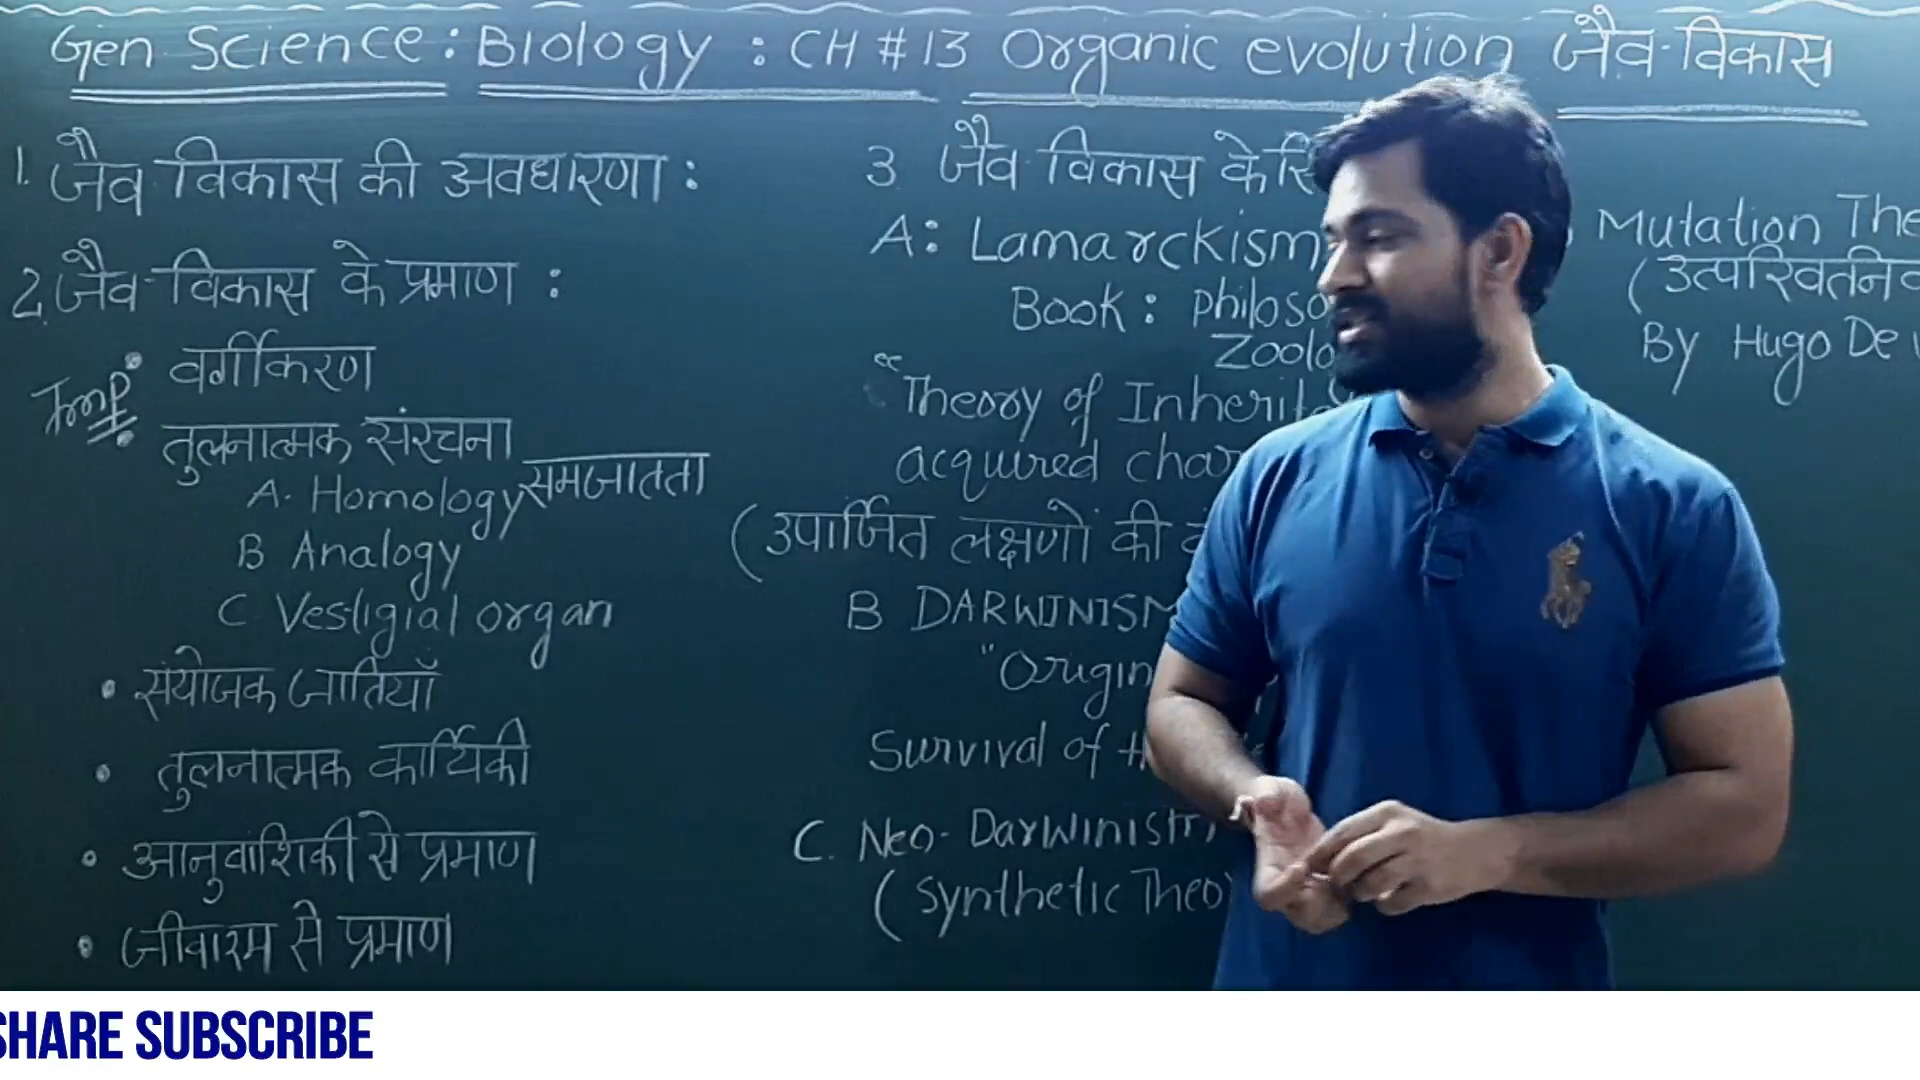 Gen Science : Biology : CH # 13 Organic evolution जैव-विकास
1. जैव विकास की अवधारणा :
2. जैव-विकास के प्रमाण :
Imp.
• वर्गीकरण
• तुलनात्मक संरचना
A. Homology समजातता
B Analogy
C Vestigial organ
• संयोजक जातियाँ
• तुलनात्मक कार्यिकी
• आनुवांशिकी से प्रमाण
• जीवाश्म से प्रमाण
3. जैव विकास के
A: Lamarckism
Book : Philoso
Zoolo
"Theory of
acquired
(उपार्जित लक्षणों की
B DARWINISM
"Origin
Survival of
C. Neo-Darwinism
(Synthetic Theo
Mutation The
(उत्परिवर्तन
By Hugo De
SHARE SUBSCRIBE